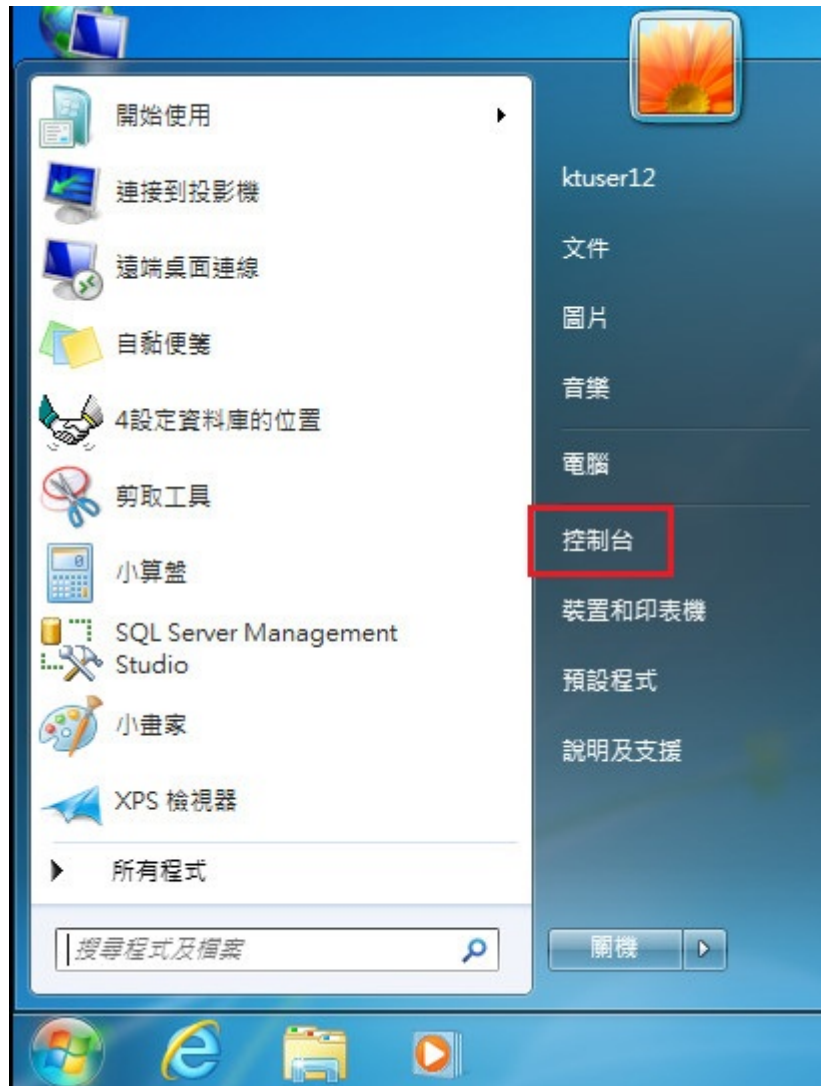 開始使用
連接到投影機
遠端桌面連線
自黏便箋
4設定資料庫的位置
剪取工具
小算盤
SQL Server Management
Studio
小畫家
XPS 檢視器
所有程式
搜尋程式及檔案
ktuser12
文件
圖片
音樂
電腦
控制台
裝置和印表機
預設程式
說明及支援
關機